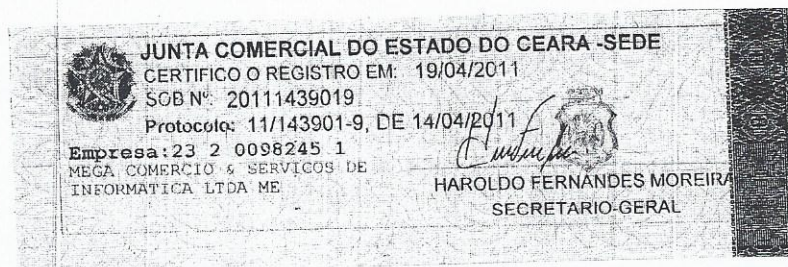 JUNTA COMERCIAL DO ESTADO DO CEARA -SEDE
CERTIFICO O REGISTRO EM: 19/04/2011
SOB Nº: 20111439019
Protocolo: 11/143901-9, DE 14/04/2011
Empresa:23 2 0098245 1
MEGA COMERCIO & SERVICOS DE
INFORMATICA LTDA ME
HAROLDO FERNANDES MOREIRA
SECRETARIO-GERAL